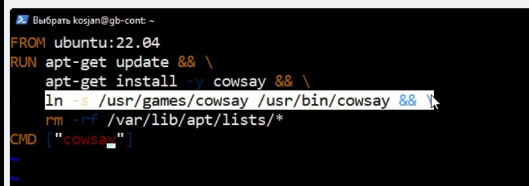 Выбрать kosjan@gb-cont: ~
FROM ubuntu:22.04
RUN apt-get update && \
apt-get install -y cowsay && \
ln -s /usr/games/cowsay /usr/bin/cowsay && \
rm -rf /var/lib/apt/lists/*
CMD ["cowsay"]
~
~